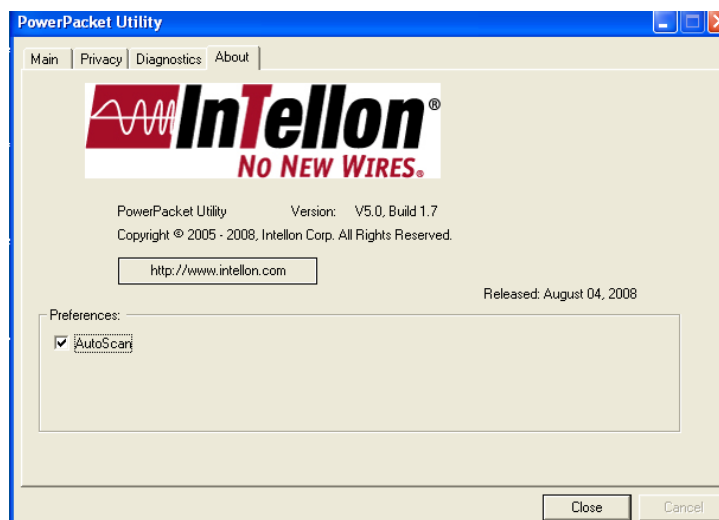 PowerPacket Utility
Main Privacy Diagnostics About
InTellon®
No New Wires®
PowerPacket Utility Version: V5.0, Build 1.7
Copyright © 2005 - 2008, Intellon Corp. All Rights Reserved.
http://www.intellon.com
Released: August 04, 2008
Preferences:
AutoScan
Close Cancel